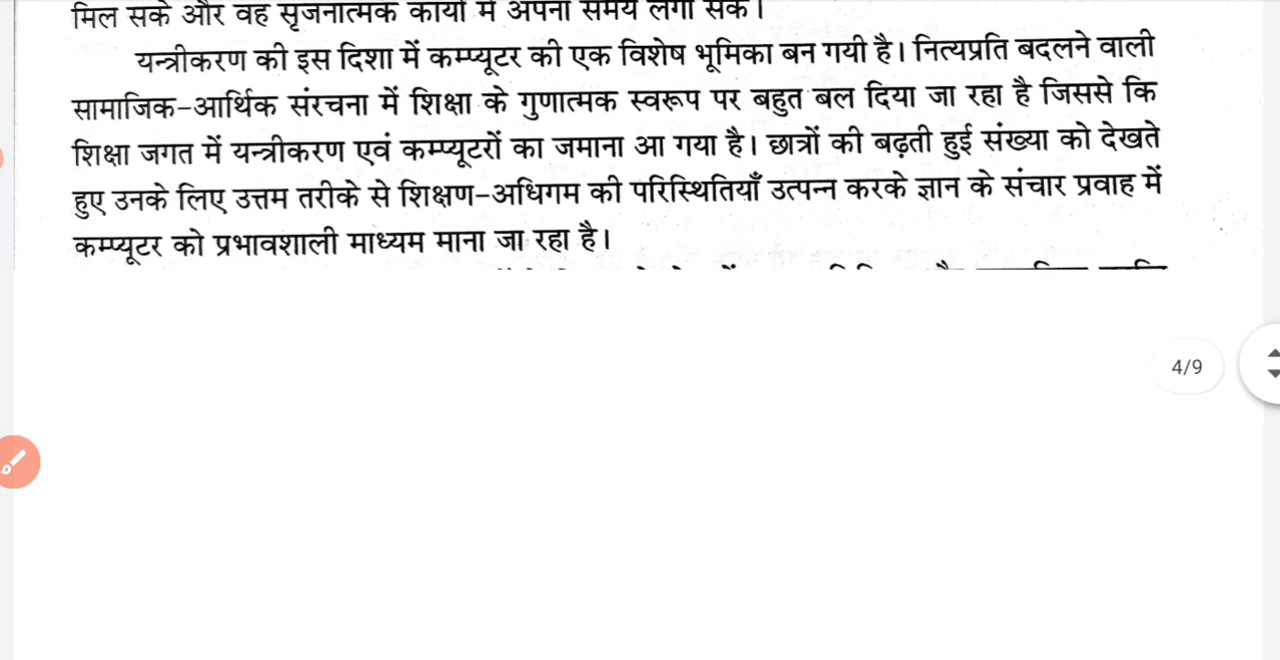 मिल सके और वह सृजनात्मक कार्यों में अपना समय लगा सके।
यन्त्रीकरण की इस दिशा में कम्प्यूटर की एक विशेष भूमिका बन गयी है। नित्यप्रति बदलने वाली
सामाजिक-आर्थिक संरचना में शिक्षा के गुणात्मक स्वरूप पर बहुत बल दिया जा रहा है जिससे कि
शिक्षा जगत में यन्त्रीकरण एवं कम्प्यूटरों का जमाना आ गया है। छात्रों की बढ़ती हुई संख्या को देखते
हुए उनके लिए उत्तम तरीके से शिक्षण-अधिगम की परिस्थितियाँ उत्पन्न करके ज्ञान के संचार प्रवाह में
कम्प्यूटर को प्रभावशाली माध्यम माना जा रहा है।
4/9